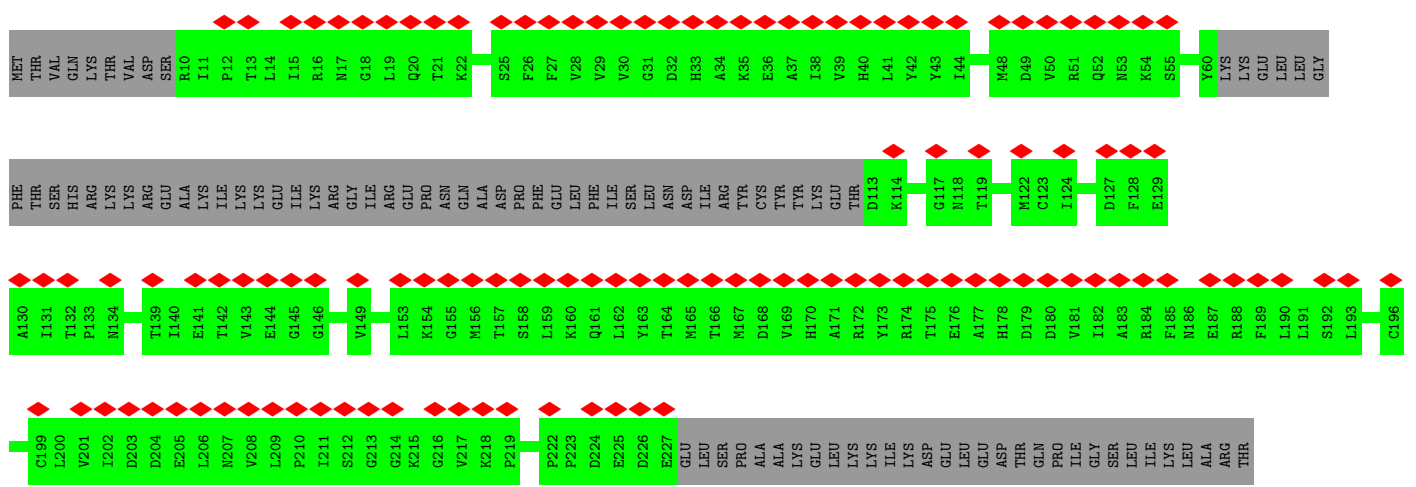 MET THR VAL GLN LYS THR VAL ASP SER R10 I11 P12 T13 L14 I15 R16 N17 G18 L19 Q20 T21 K22 S25 F26 F27 V28 V29 V30 G31 D32 H33 A34 K35 E36 A37 I38 V39 H40 L41 Y42 Y43 I44 M48 D49 V50 R51 Q52 N53 K54 S55 Y60 LYS LYS GLU LEU LEU GLY
PHE THR SER HIS ARG LYS LYS ARG GLU ALA LYS ILE LYS LYS GLU ILE LYS ARG GLY ILE ARG GLU PRO ASN GLN ALA ASP PRO PHE GLU LEU PHE ILE SER LEU ASN ASP ILE ARG TYR CYS TYR TYR LYS GLU THR D113 K114 G117 N118 T119 M122 C123 I124 D127 F128 E129
A130 I131 T132 P133 N134 T139 I140 E141 T142 V143 E144 G145 G146 V149 L153 K154 G155 M156 T157 S158 L159 K160 Q161 L162 Y163 T164 M165 T166 M167 D168 V169 H170 A171 R172 Y173 R174 T175 E176 A177 H178 D179 D180 V181 I182 A183 R184 F185 N186 E187 R188 F189 L190 L191 S192 L193 C196
C199 L200 V201 I202 D203 D204 E205 L206 N207 V208 L209 P210 I211 S212 G213 G214 K215 G216 V217 K218 P219 P222 P223 D224 E225 D226 E227 GLU LEU SER PRO ALA ALA LYS GLU LEU LYS LYS ILE LYS ASP GLU LEU GLU ASP THR GLN PRO ILE GLY SER LEU ILE LYS LEU ALA ARG THR